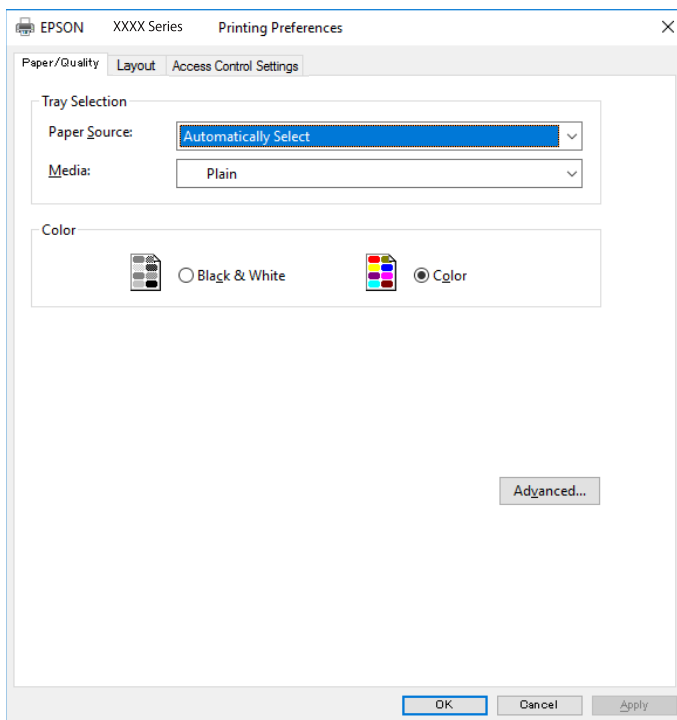 EPSON XXXX Series Printing Preferences
Paper/Quality Layout Access Control Settings
Tray Selection
Paper Source: Automatically Select
Media: Plain
Color
Black & White Color
Advanced...
OK Cancel Apply